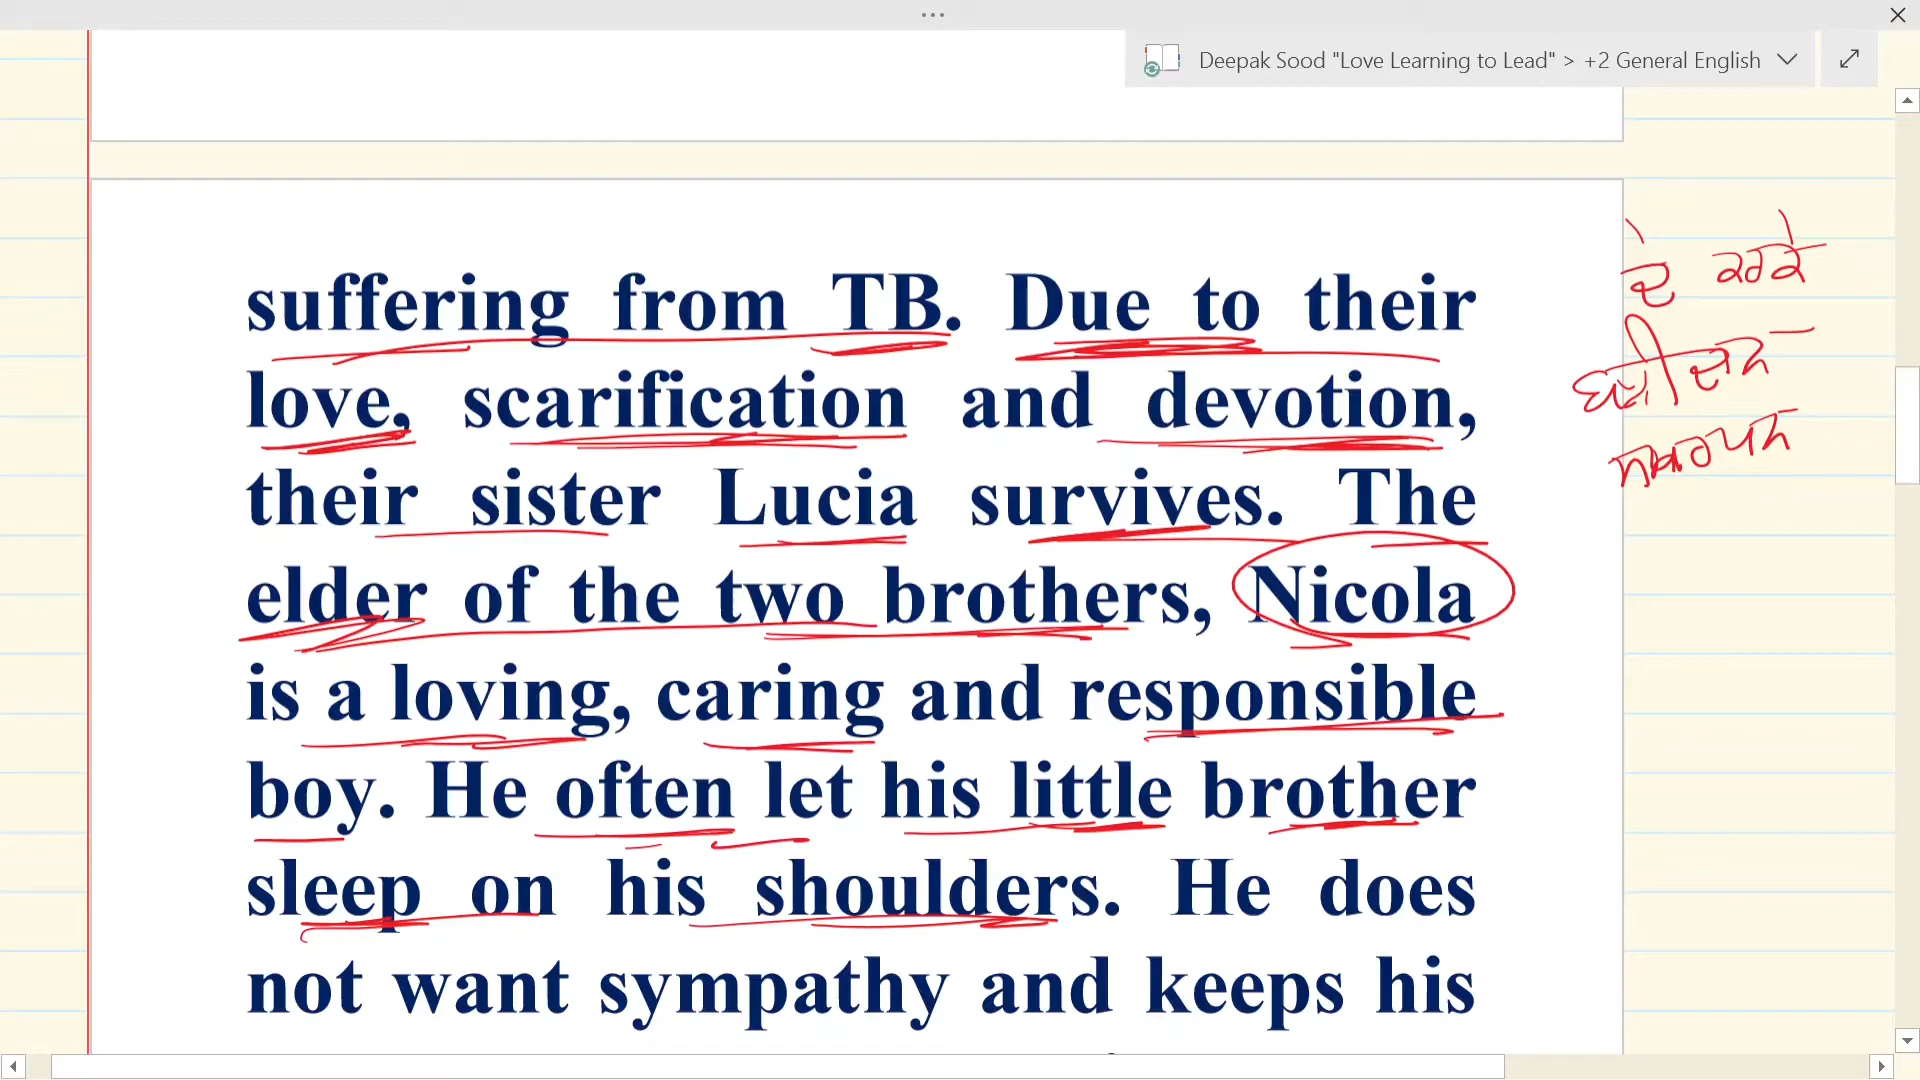 Deepak Sood "Love Learning to Lead" > +2 General English
suffering from TB. Due to their
love, scarification and devotion,
their sister Lucia survives. The
elder of the two brothers, Nicola
is a loving, caring and responsible
boy. He often let his little brother
sleep on his shoulders. He does
not want sympathy and keeps his
ਦੇ ਕਰਕੇ